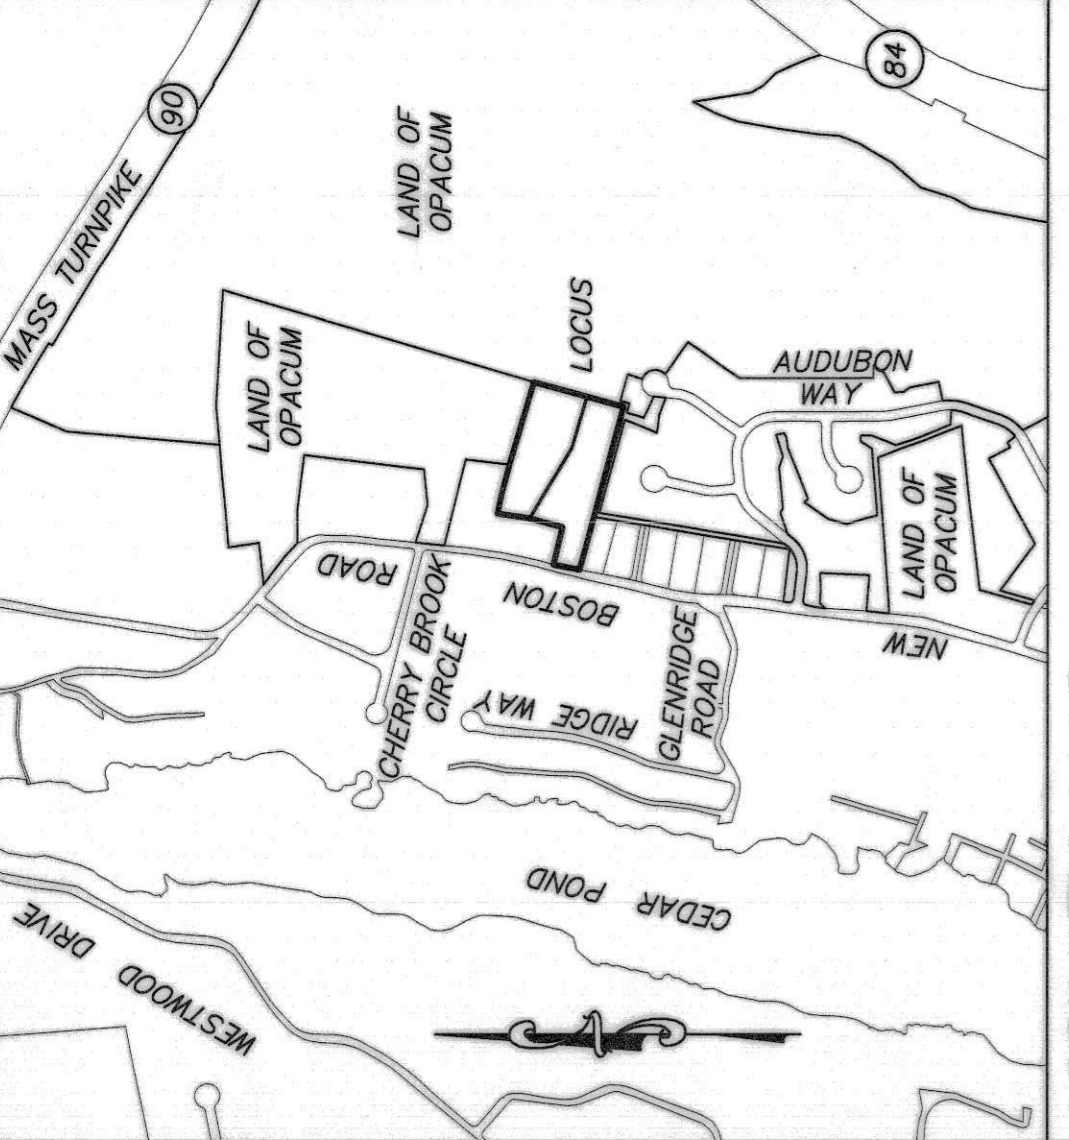 MASS TURNPIKE
90
LAND OF
OPACUM
84
LAND OF
OPACUM
LOCUS
AUDUBON
WAY
LAND OF
OPACUM
NEW
BOSTON
ROAD
CHERRY BROOK
CIRCLE
RIDGE WAY
GLENRIDGE
ROAD
CEDAR POND
WESTWOOD DRIVE
N